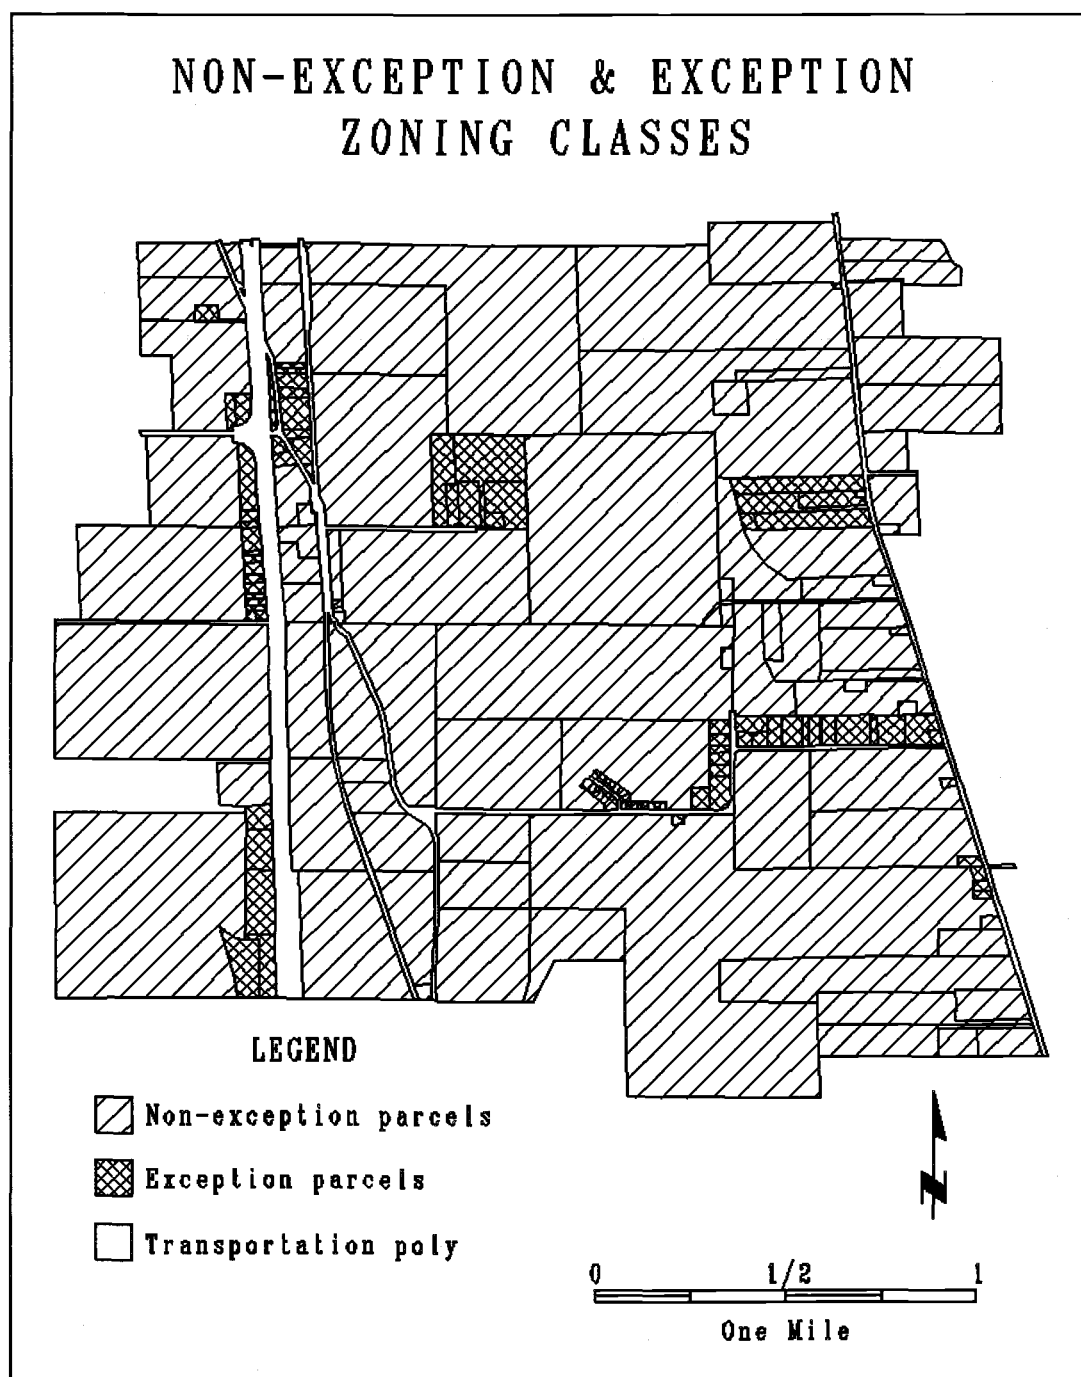 NON-EXCEPTION & EXCEPTION
ZONING CLASSES
LEGEND
Non-exception parcels
Exception parcels
Transportation poly
N
0 1/2 1
One Mile